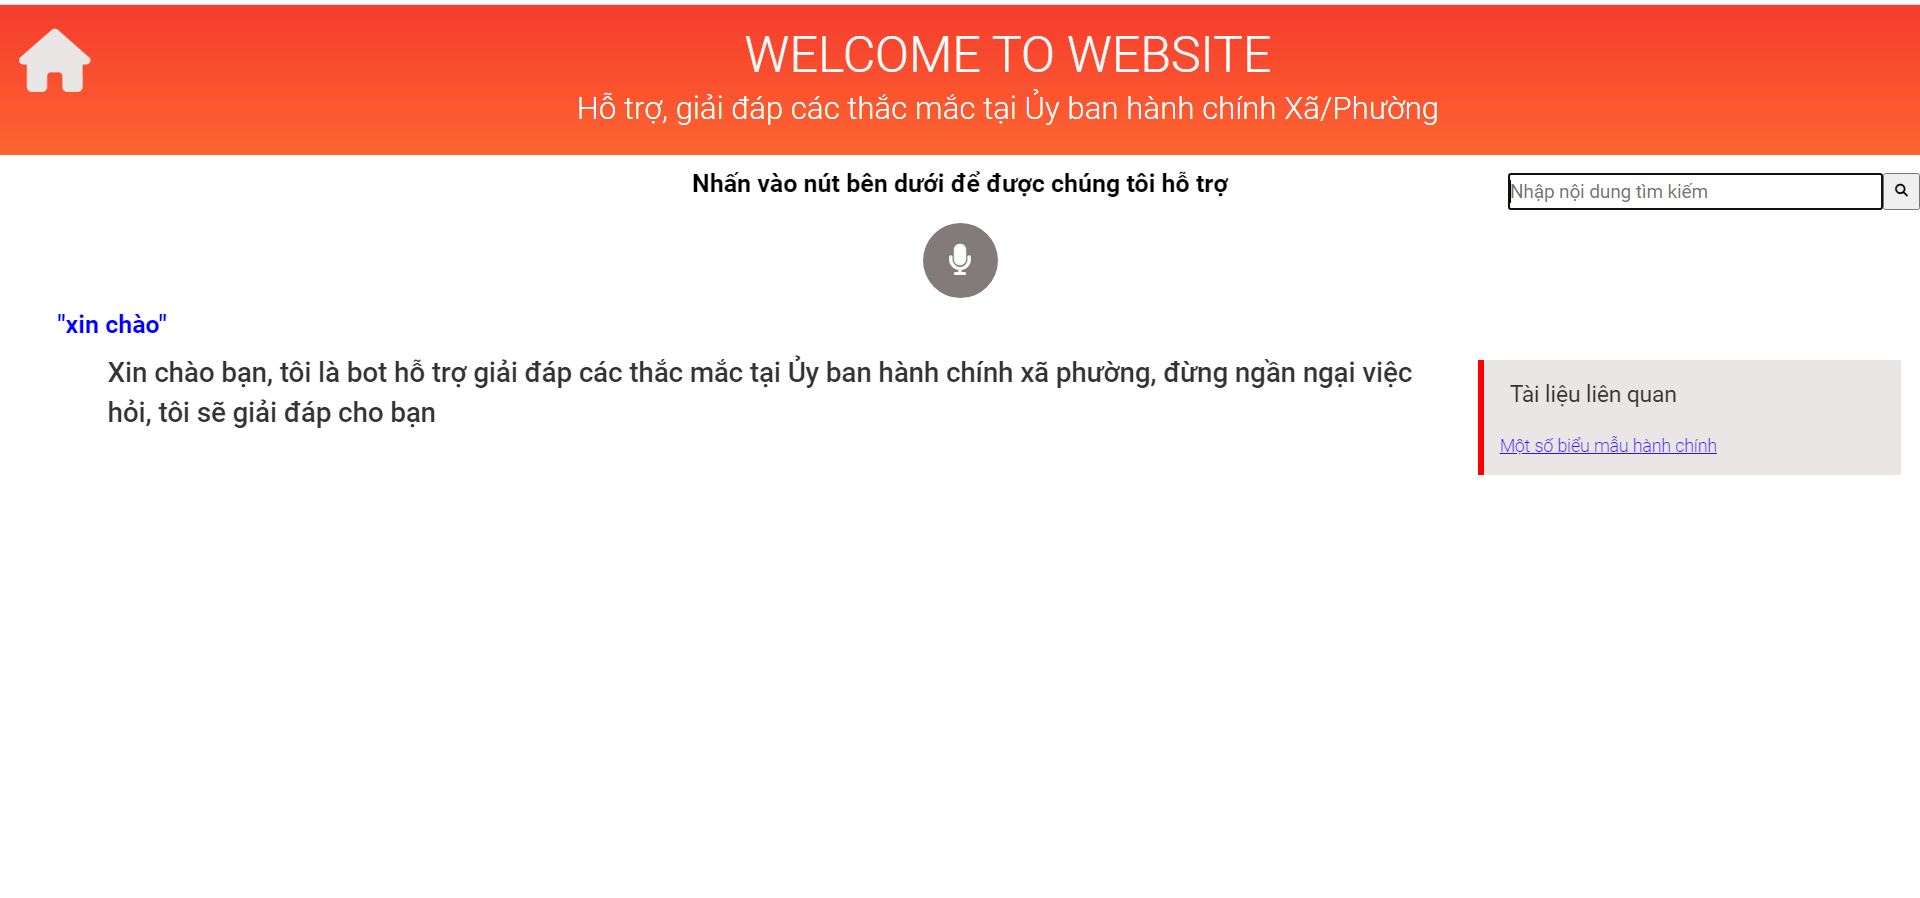 WELCOME TO WEBSITE
Hỗ trợ, giải đáp các thắc mắc tại Ủy ban hành chính Xã/Phường
Nhấn vào nút bên dưới để được chúng tôi hỗ trợ
Nhập nội dung tìm kiếm
"xin chào"
Xin chào bạn, tôi là bot hỗ trợ giải đáp các thắc mắc tại Ủy ban hành chính xã phường, đừng ngần ngại việc
hỏi, tôi sẽ giải đáp cho bạn
Tài liệu liên quan
Một số biểu mẫu hành chính